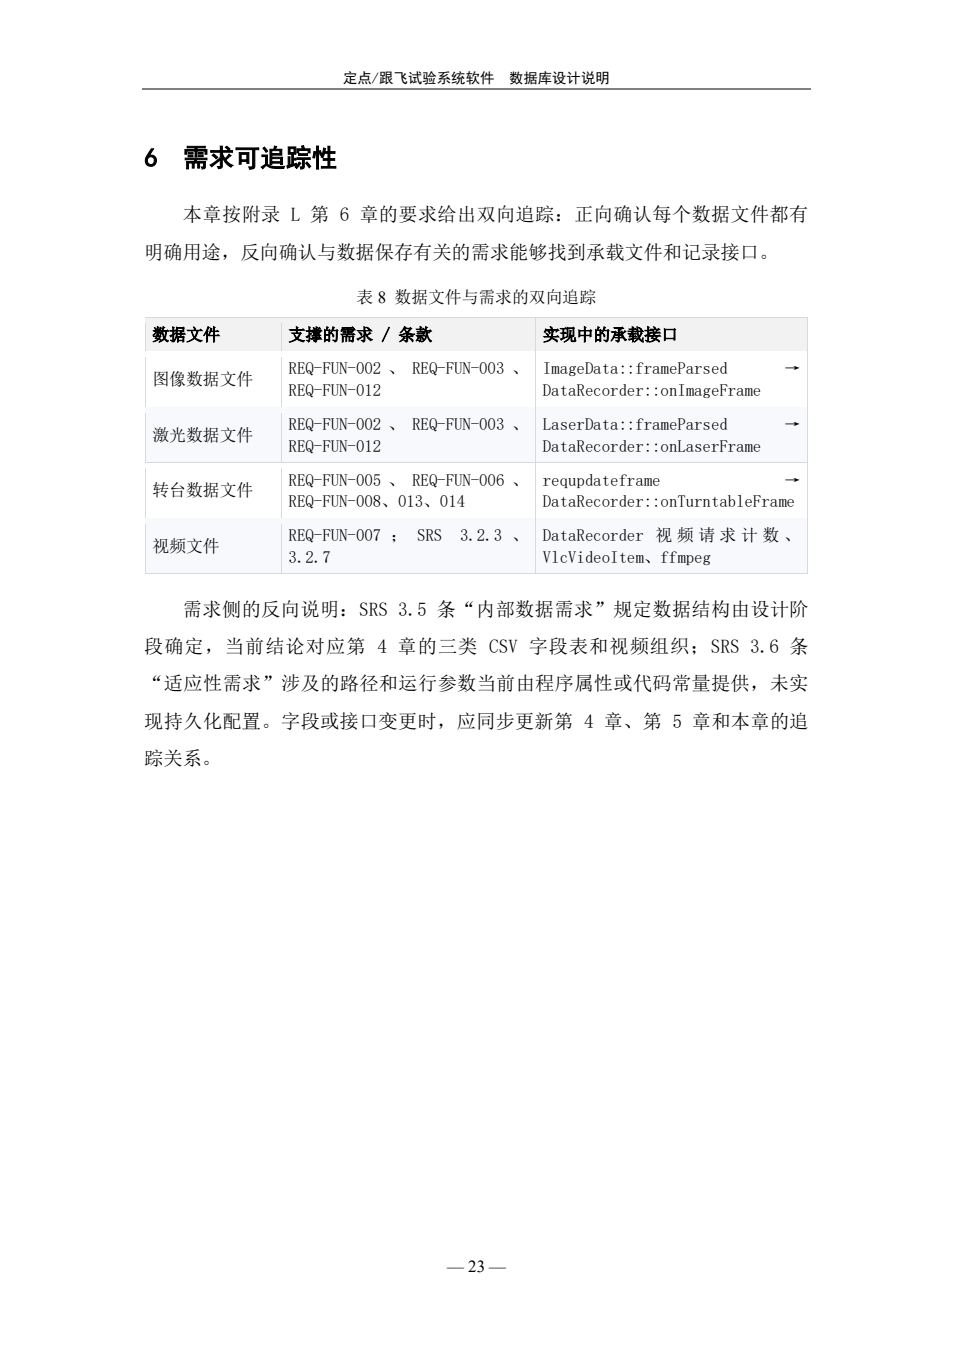 定点/跟飞试验系统软件 数据库设计说明
6 需求可追踪性
本章按附录 L 第 6 章的要求给出双向追踪：正向确认每个数据文件都有
明确用途，反向确认与数据保存有关的需求能够找到承载文件和记录接口。
表 8 数据文件与需求的双向追踪
数据文件 支撑的需求 / 条款 实现中的承载接口
图像数据文件
REQ-FUN-002 、 REQ-FUN-003 、
REQ-FUN-012
ImageData::frameParsed →
DataRecorder::onImageFrame
激光数据文件
REQ-FUN-002 、 REQ-FUN-003 、
REQ-FUN-012
LaserData::frameParsed →
DataRecorder::onLaserFrame
转台数据文件
REQ-FUN-005 、 REQ-FUN-006 、
REQ-FUN-008、013、014
requpdateframe →
DataRecorder::onTurntableFrame
视频文件
REQ-FUN-007 ； SRS 3.2.3 、
3.2.7
DataRecorder 视频请求计数、
VlcVideoItem、ffmpeg
需求侧的反向说明：SRS 3.5 条“内部数据需求”规定数据结构由设计阶
段确定，当前结论对应第 4 章的三类 CSV 字段表和视频组织；SRS 3.6 条
“适应性需求”涉及的路径和运行参数当前由程序属性或代码常量提供，未实
现持久化配置。字段或接口变更时，应同步更新第 4 章、第 5 章和本章的追
踪关系。
— 23 —